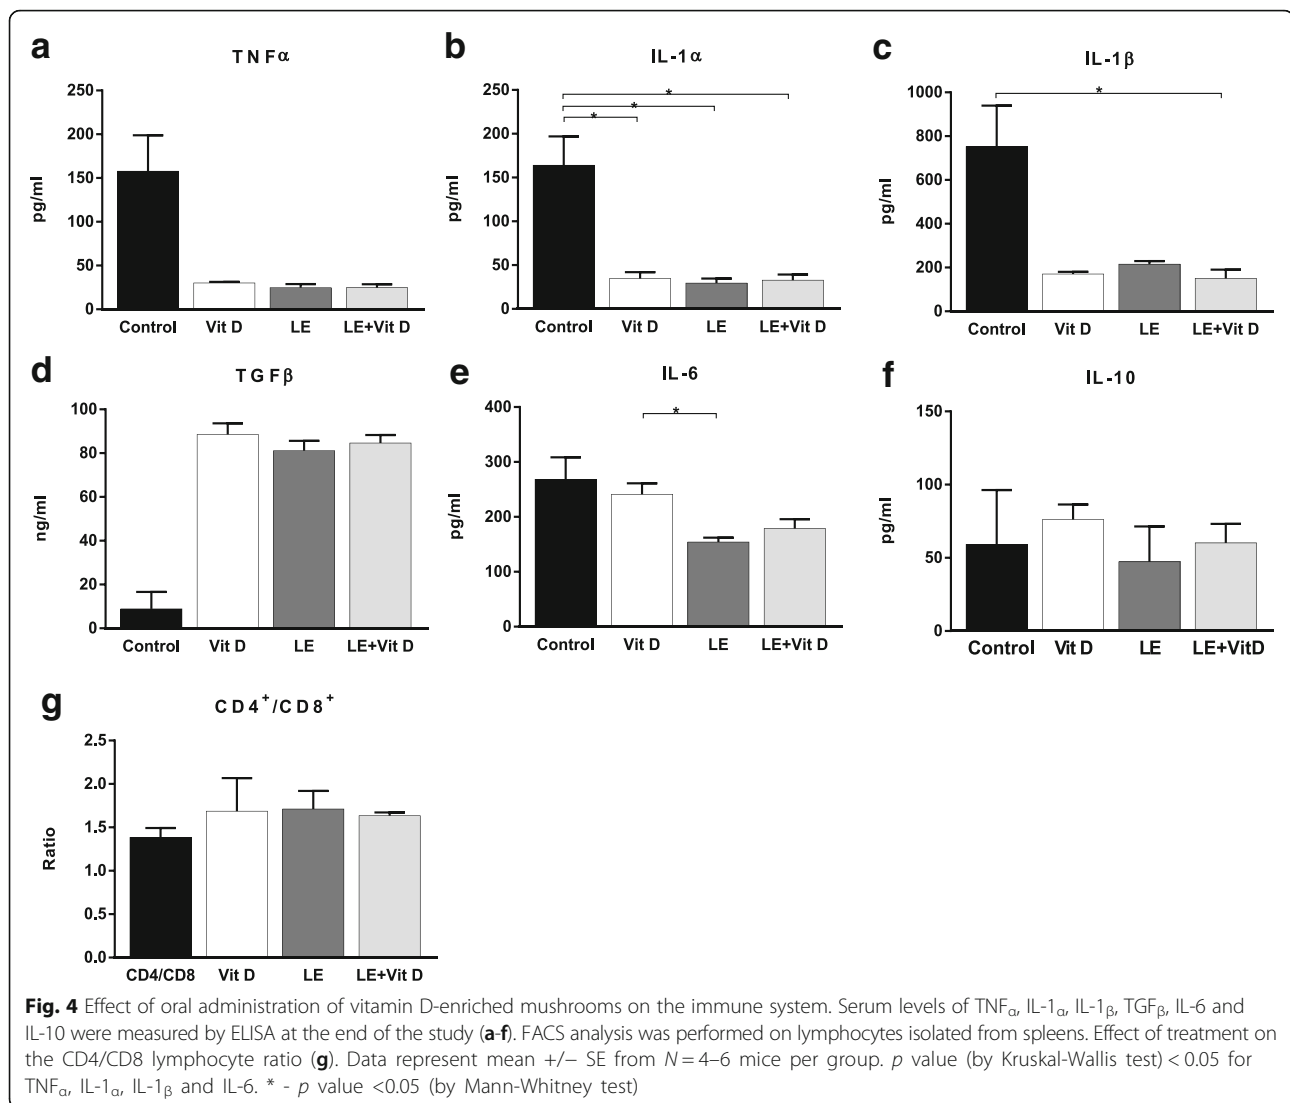 a
TNFα
250
200
150
100
50
0
pg/ml
Control Vit D LE LE+Vit D
b
IL-1α
250
200
150
100
50
0
pg/ml
*
*
*
Control Vit D LE LE+Vit D
c
IL-1β
1000
800
600
400
200
0
pg/ml
*
Control Vit D LE LE+Vit D
d
TGFβ
100
80
60
40
20
0
ng/ml
Control Vit D LE LE+Vit D
e
IL-6
400
300
200
100
0
pg/ml
*
Control Vit D LE LE+Vit D
f
IL-10
150
100
50
0
pg/ml
Control Vit D LE LE+VitD
g
CD4⁺/CD8⁺
2.5
2.0
1.5
1.0
0.5
0.0
Ratio
CD4/CD8 Vit D LE LE+Vit D
Fig. 4 Effect of oral administration of vitamin D-enriched mushrooms on the immune system. Serum levels of TNFα, IL-1α, IL-1β, TGFβ, IL-6 and
IL-10 were measured by ELISA at the end of the study (a-f). FACS analysis was performed on lymphocytes isolated from spleens. Effect of treatment on
the CD4/CD8 lymphocyte ratio (g). Data represent mean +/− SE from N = 4–6 mice per group. p value (by Kruskal-Wallis test) < 0.05 for
TNFα, IL-1α, IL-1β and IL-6. * - p value <0.05 (by Mann-Whitney test)